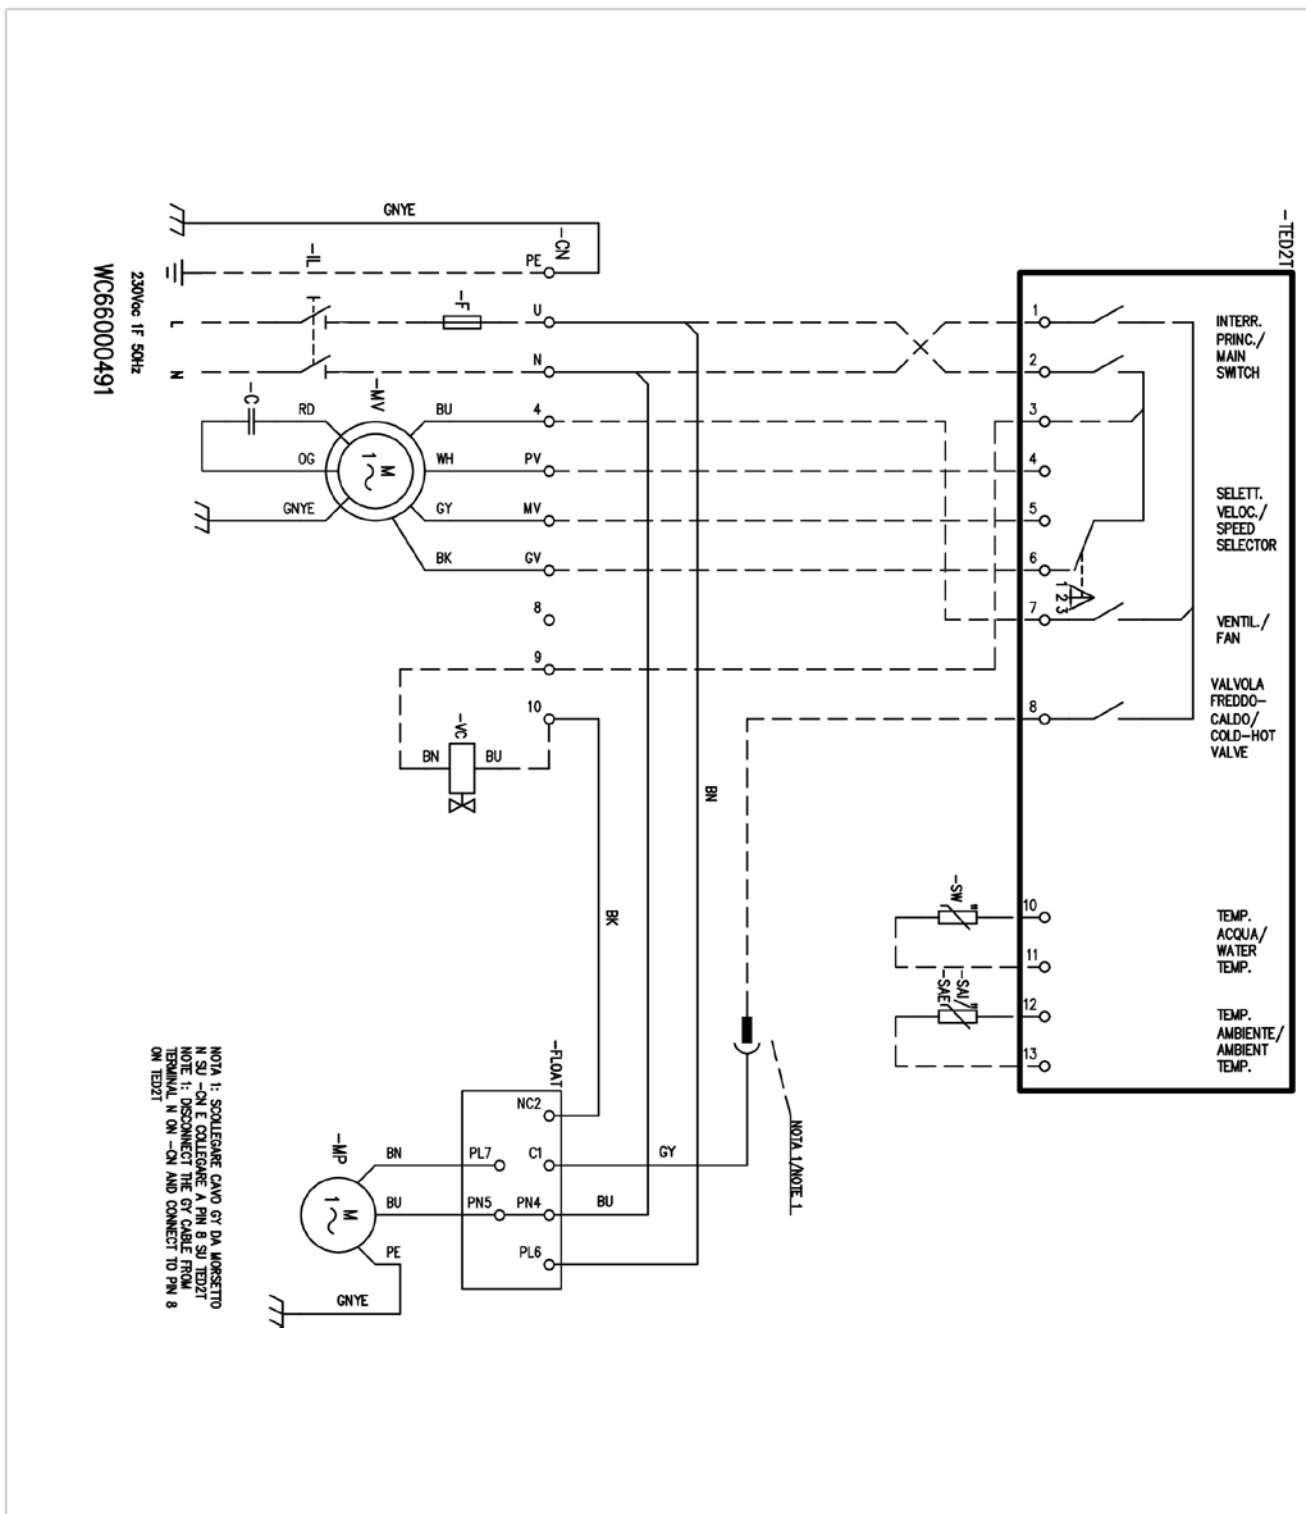 -TED2T
GNYE
-CN
PE
-IL
230Vac 1F 50Hz
WC66000491
L
N
-F
U
N
-MV
-C
RD
OG
GNYE
M
1
BU
WH
GY
BK
4
PV
MV
GV
8
9
10
-VC
BN
BU
BN
BK
1
2
3
4
5
6
7
8
10
11
12
13
INTERR.
PRINC./
MAIN
SWITCH
SELETT.
VELOC./
SPEED
SELECTOR
1 2 3
VENTIL./
FAN
VALVOLA
FREDDO-
CALDO/
COLD-HOT
VALVE
TEMP.
ACQUA/
WATER
TEMP.
TEMP.
AMBIENTE/
AMBIENT
TEMP.
-SW
-SAI/
-SAE
-FLOAT
NC2
C1
PL7
PN5
PN4
PL6
GY
BU
-MP
M
1
BN
BU
PE
GNYE
NOTA 1/NOTE 1
NOTA 1: SCOLLEGARE CAVO GY DA MORSETTO
N SU -CN E COLLEGARE A PIN 8 SU TED2T
NOTE 1: DISCONNECT THE GY CABLE FROM
TERMINAL N ON -CN AND CONNECT TO PIN 8
ON TED2T